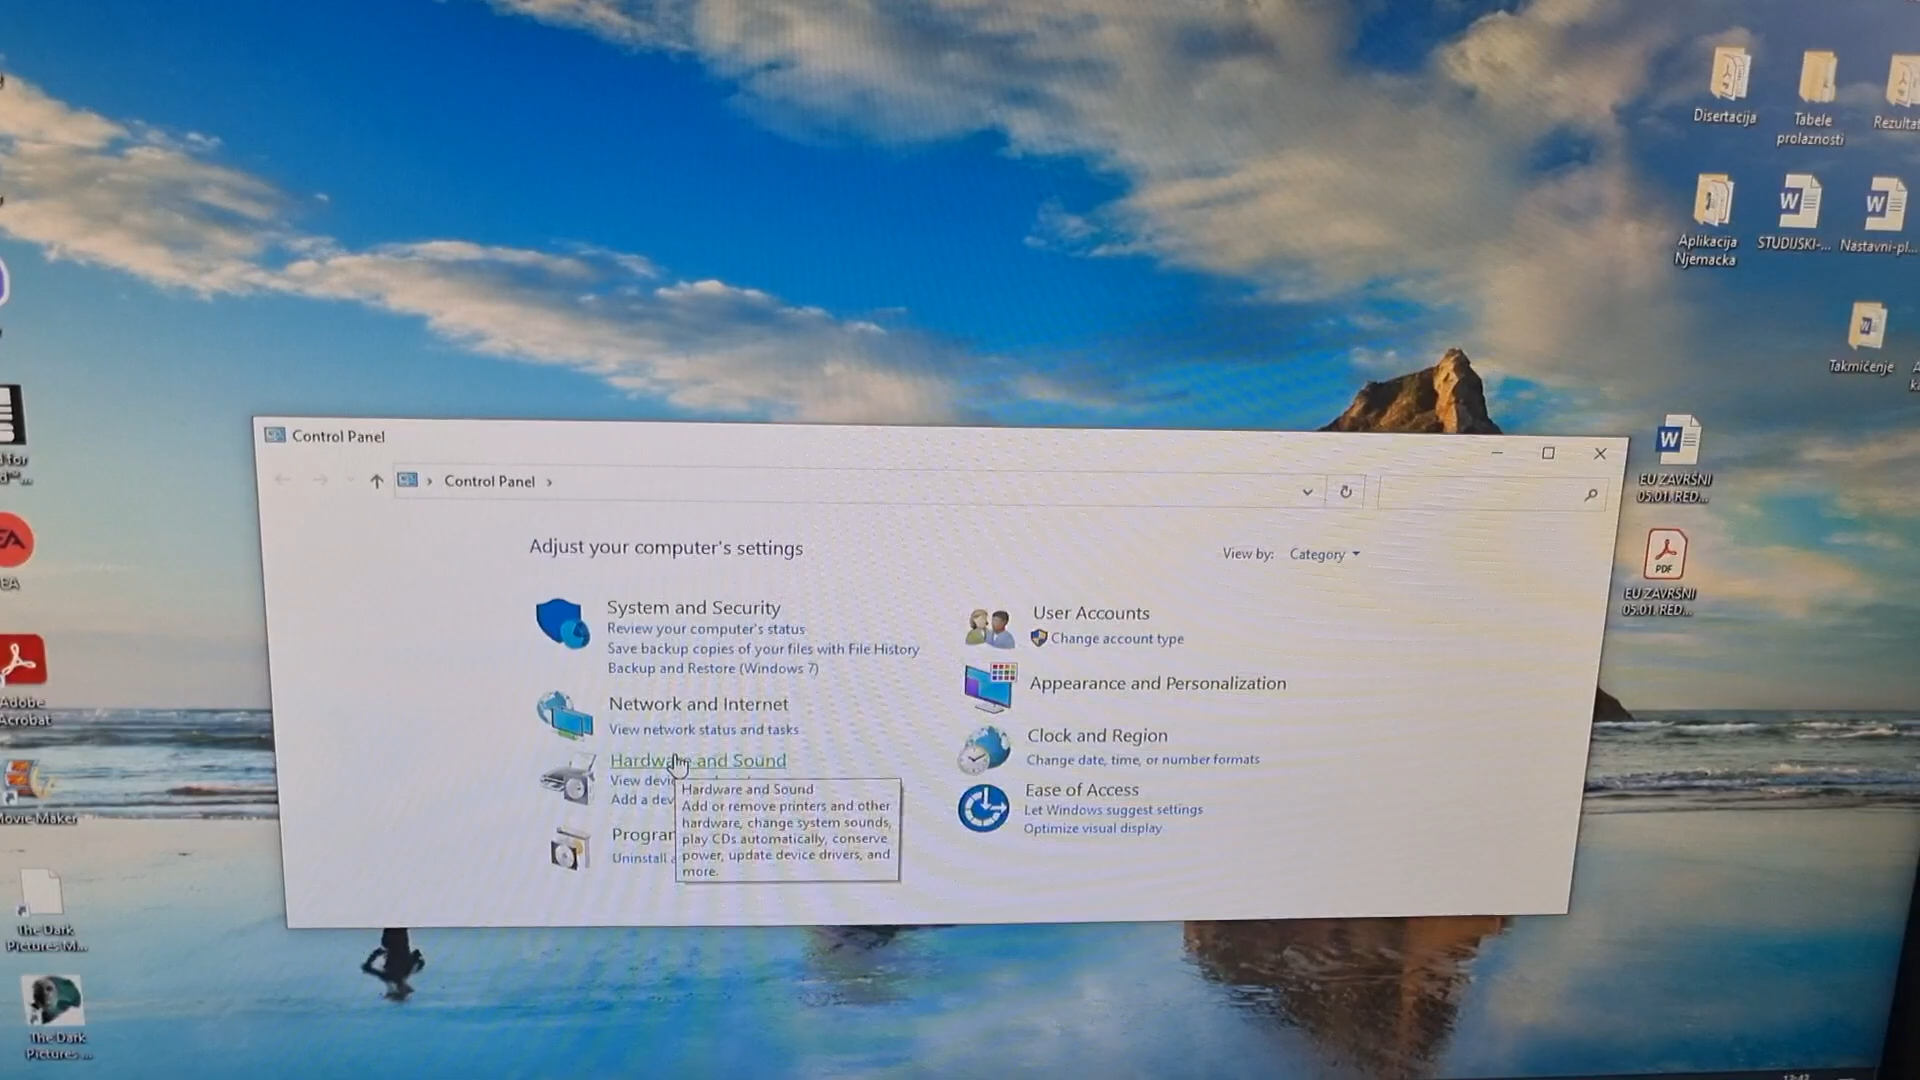 Control Panel
Control Panel
Adjust your computer's settings
View by: Category
System and Security
Review your computer's status
Save backup copies of your files with File History
Backup and Restore (Windows 7)
Network and Internet
View network status and tasks
Hardware and Sound
View devi
Add a dev
Hardware and Sound
Add or remove printers and other
hardware, change system sounds,
play CDs automatically, conserve
power, update device drivers, and
more.
Program
Uninstall a
User Accounts
Change account type
Appearance and Personalization
Clock and Region
Change date, time, or number formats
Ease of Access
Let Windows suggest settings
Optimize visual display
Disertacija
Tabele
prolaznosti
Rezultat
Aplikacija
Njemacka
STUDIJSKI-...
Nastavni-pl...
Takmičenje
EU ZAVRŠNI
05.01. RED...
PDF
EU ZAVRŠNI
05.01. RED...
for
EA
EA
Adobe
Acrobat
Movie Maker
The Dark
Pictures M...
The Dark
Pictures ...